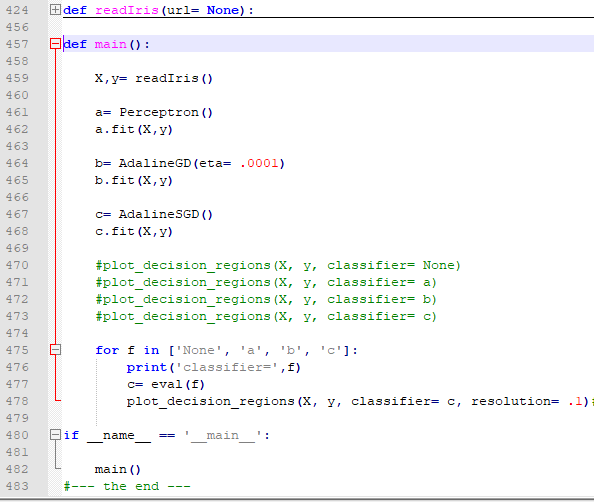 424 def readIris(url= None):
456
457 def main():
458
459     X,y= readIris()
460
461     a= Perceptron()
462     a.fit(X,y)
463
464     b= AdalineGD(eta= .0001)
465     b.fit(X,y)
466
467     c= AdalineSGD()
468     c.fit(X,y)
469
470     #plot_decision_regions(X, y, classifier= None)
471     #plot_decision_regions(X, y, classifier= a)
472     #plot_decision_regions(X, y, classifier= b)
473     #plot_decision_regions(X, y, classifier= c)
474
475     for f in ['None', 'a', 'b', 'c']:
476         print('classifier=',f)
477         c= eval(f)
478         plot_decision_regions(X, y, classifier= c, resolution= .1)
479
480 if __name__ == '__main__':
481
482     main()
483 #--- the end ---